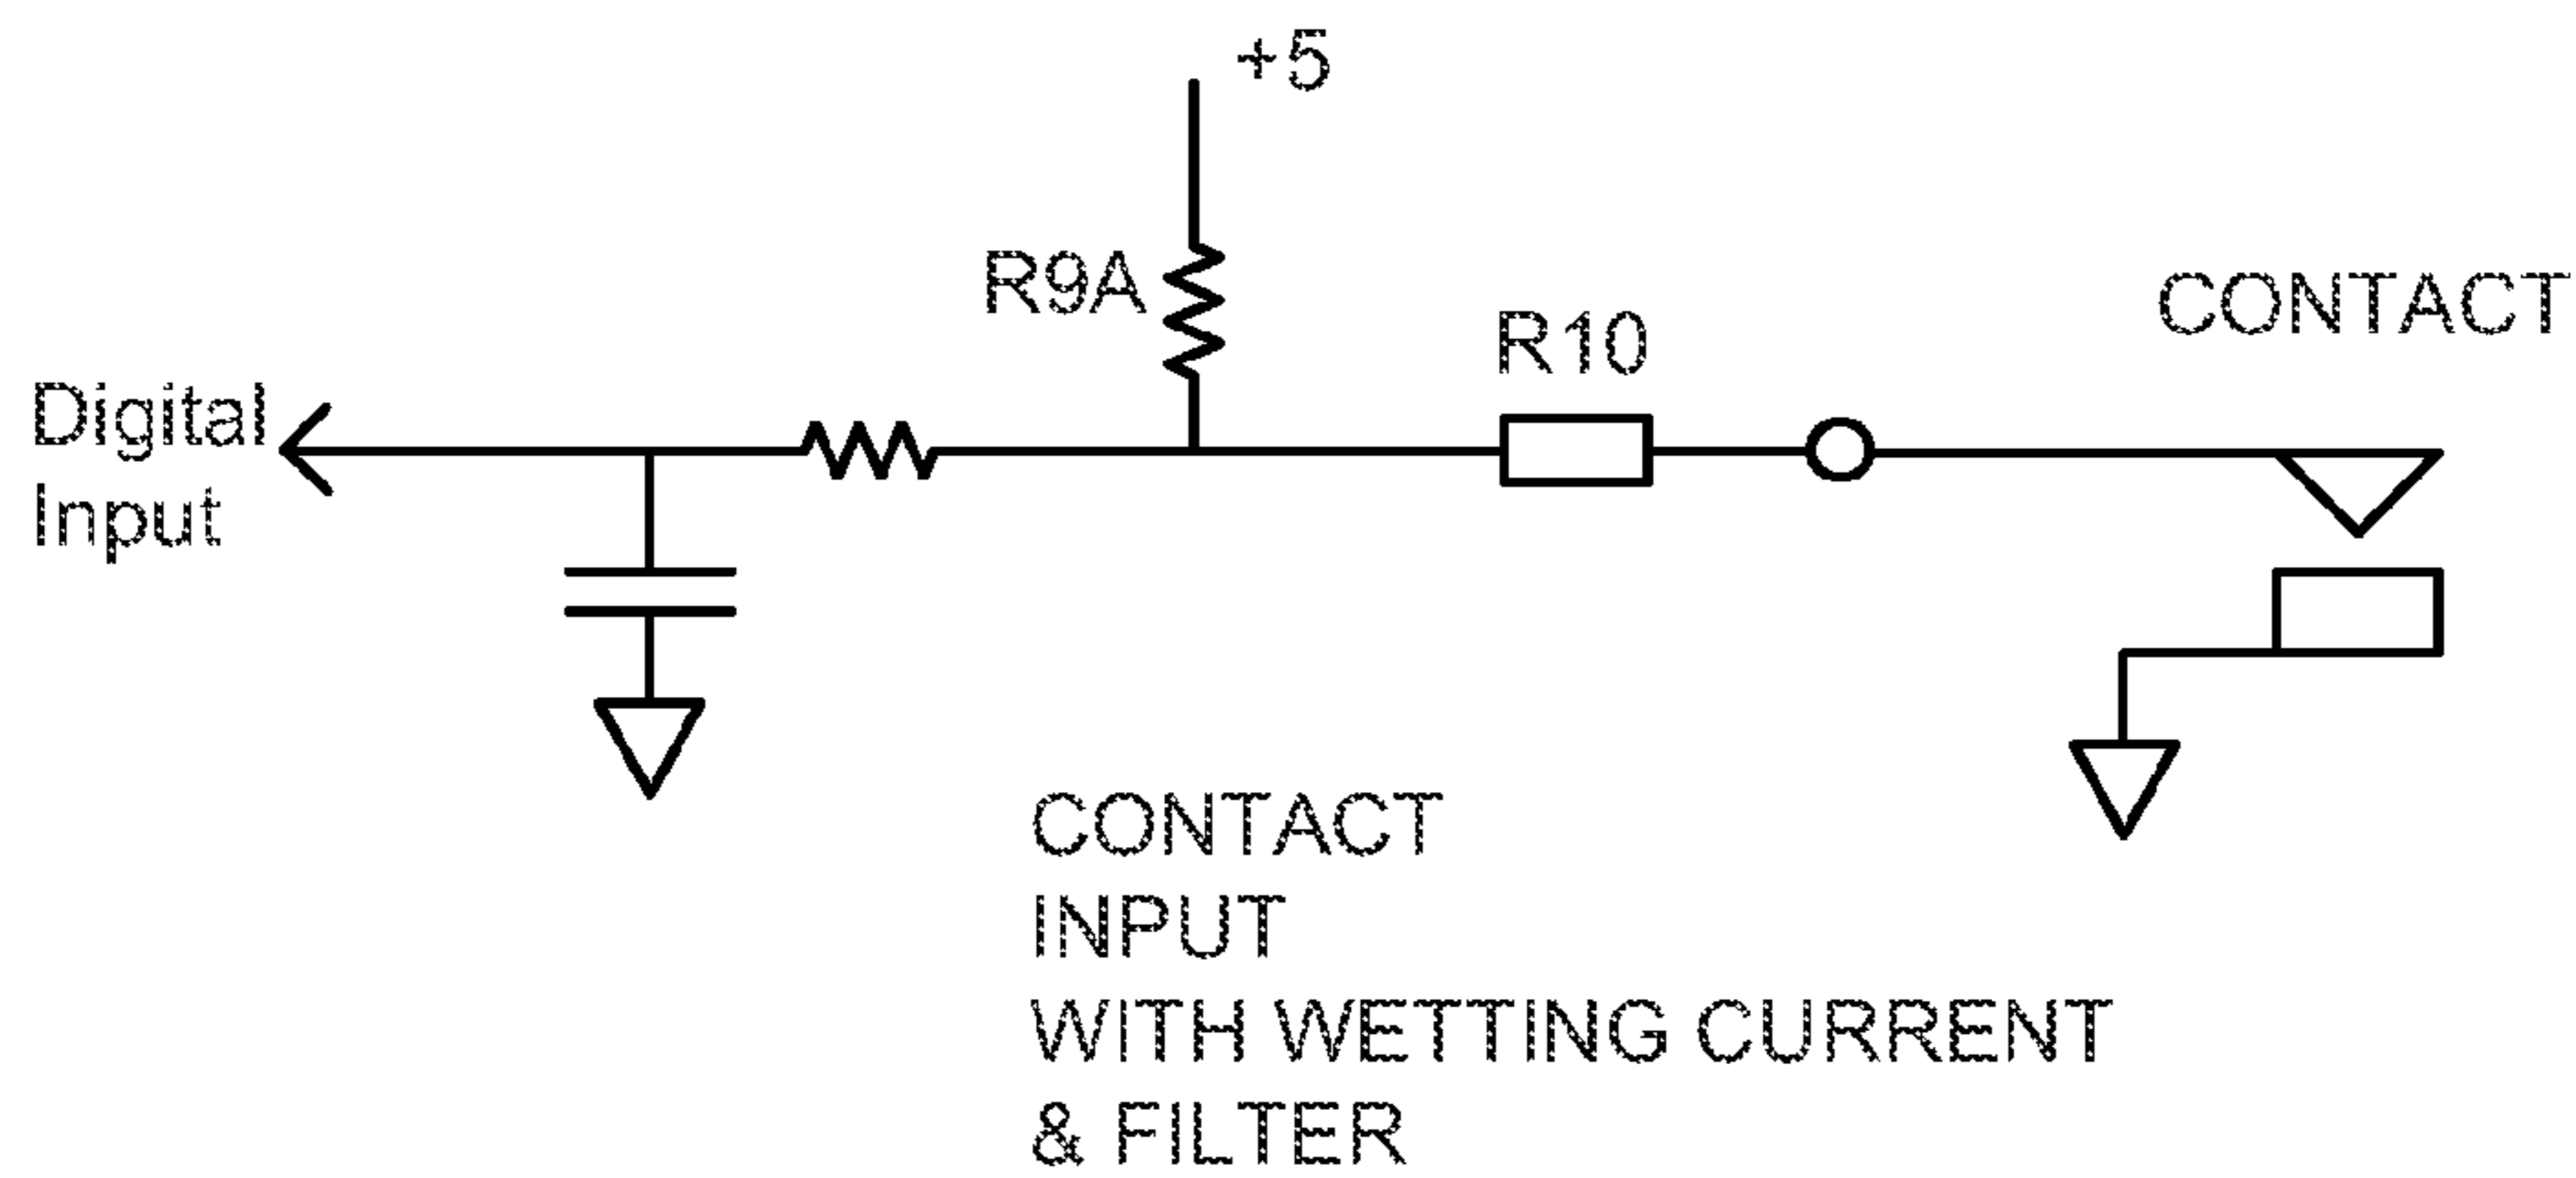 +5
R9A
R10
CONTACT
Digital
Input
CONTACT
INPUT
WITH WETTING CURRENT
& FILTER